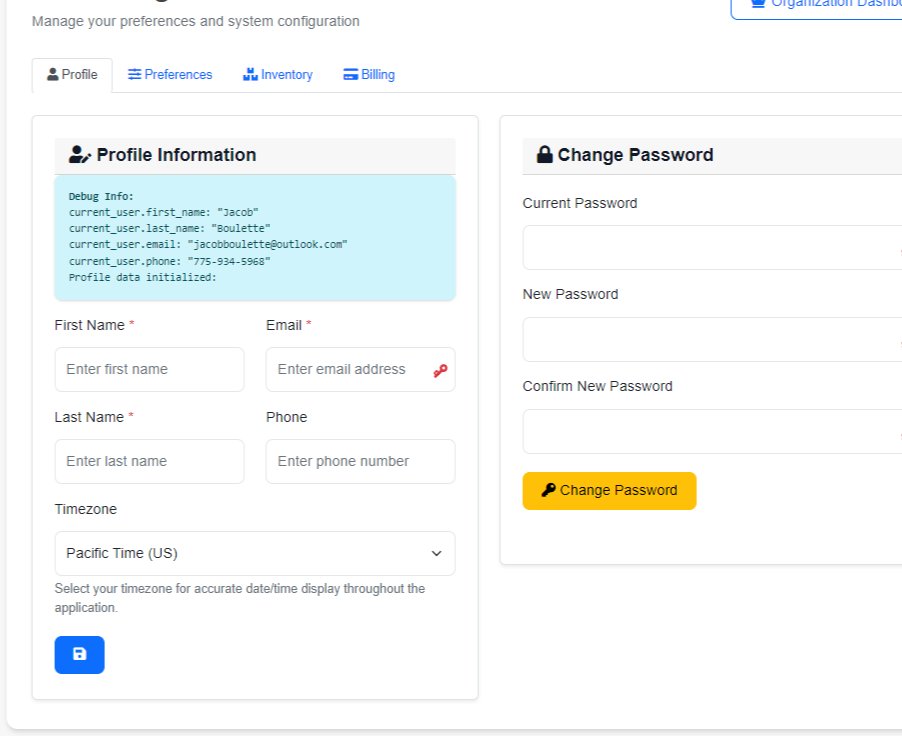 Manage your preferences and system configuration
Organization
Profile
Preferences
Inventory
Billing
Profile Information
Debug Info:
current_user.first_name: "Jacob"
current_user.last_name: "Boulette"
current_user.email: "jacobboulette@outlook.com"
current_user.phone: "775-934-5968"
Profile data initialized:
First Name *
Email *
Enter first name
Enter email address
Last Name *
Phone
Enter last name
Enter phone number
Timezone
Pacific Time (US)
Select your timezone for accurate date/time display throughout the
application.
Change Password
Current Password
New Password
Confirm New Password
Change Password